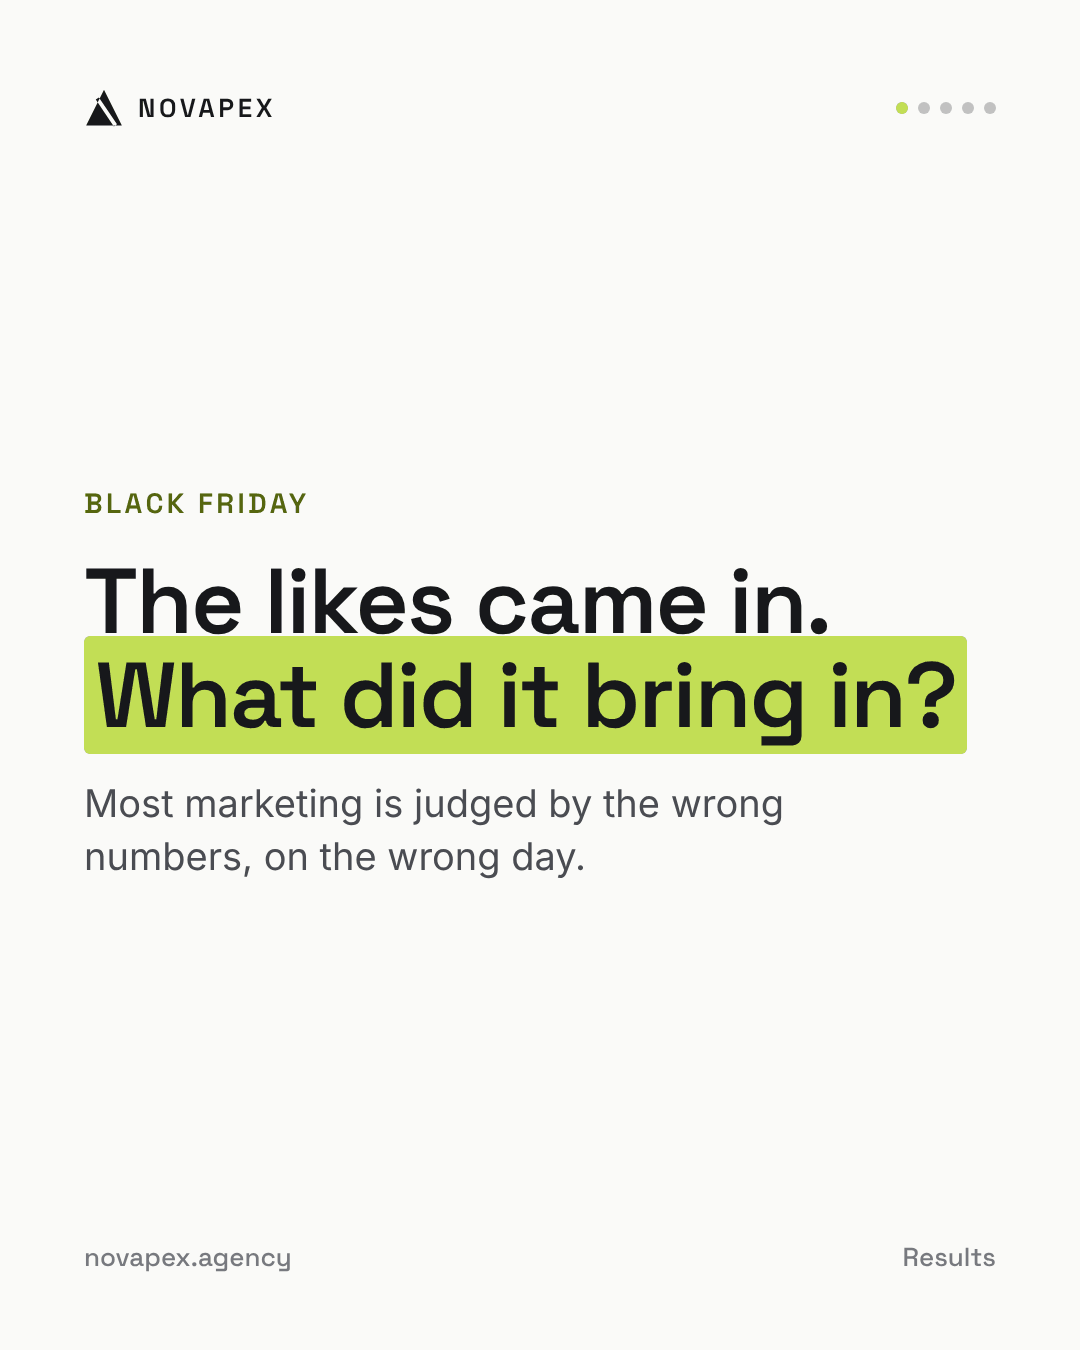 NOVAPEX
BLACK FRIDAY
The likes came in.
What did it bring in?
Most marketing is judged by the wrong
numbers, on the wrong day.
novapex.agency
Results